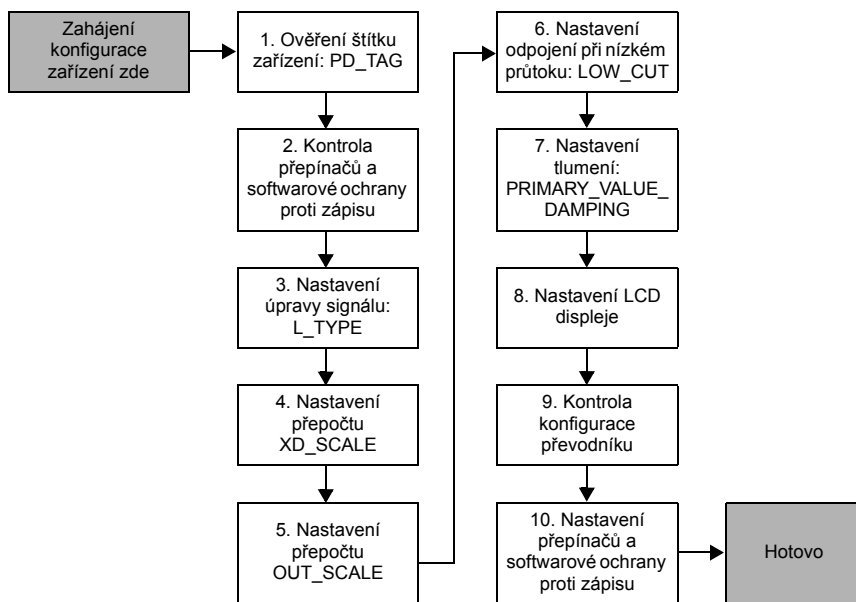 Zahájení
konfigurace
zařízení zde
1. Ověření štítku
zařízení: PD_TAG
2. Kontrola
přepínačů a
softwarové ochrany
proti zápisu
3. Nastavení
úpravy signálu:
L_TYPE
4. Nastavení
přepočtu
XD_SCALE
5. Nastavení
přepočtu
OUT_SCALE
6. Nastavení
odpojení při nízkém
průtoku: LOW_CUT
7. Nastavení
tlumení:
PRIMARY_VALUE_
DAMPING
8. Nastavení LCD
displeje
9. Kontrola
konfigurace
převodníku
10. Nastavení
přepínačů a
softwarové ochrany
proti zápisu
Hotovo